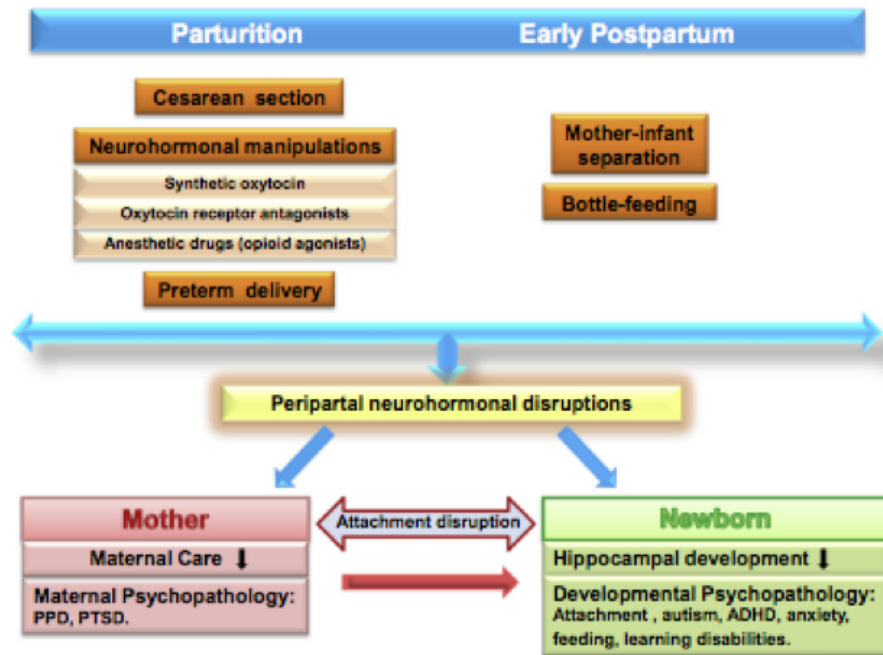 Parturition
Early Postpartum
Cesarean section
Neurohormonal manipulations
Synthetic oxytocin
Oxytocin receptor antagonists
Anesthetic drugs (opioid agonists)
Preterm delivery
Mother-infant
separation
Bottle-feeding
Peripartal neurohormonal disruptions
Mother
Maternal Care ⬇
Maternal Psychopathology:
PPD, PTSD.
Attachment disruption
Newborn
Hippocampal development ⬇
Developmental Psychopathology:
Attachment , autism, ADHD, anxiety,
feeding, learning disabilities.